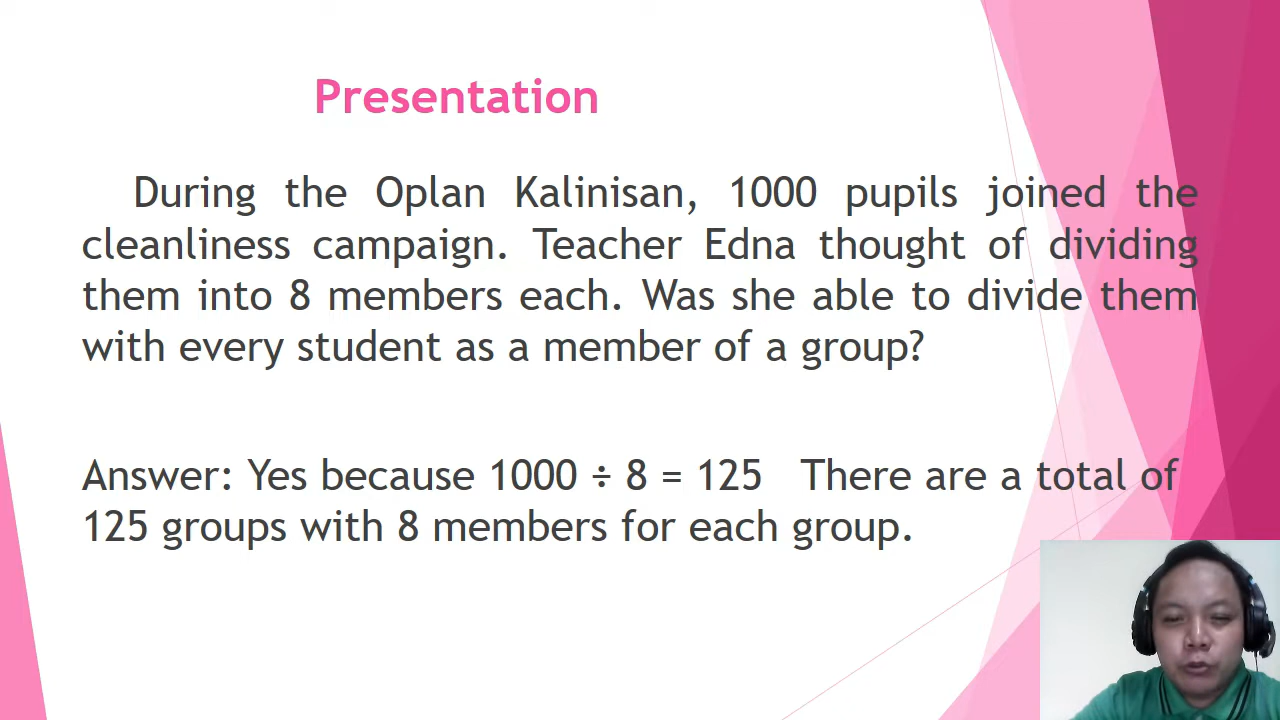 Presentation
During the Oplan Kalinisan, 1000 pupils joined the
cleanliness campaign. Teacher Edna thought of dividing
them into 8 members each. Was she able to divide them
with every student as a member of a group?
Answer: Yes because 1000 ÷ 8 = 125 There are a total of
125 groups with 8 members for each group.